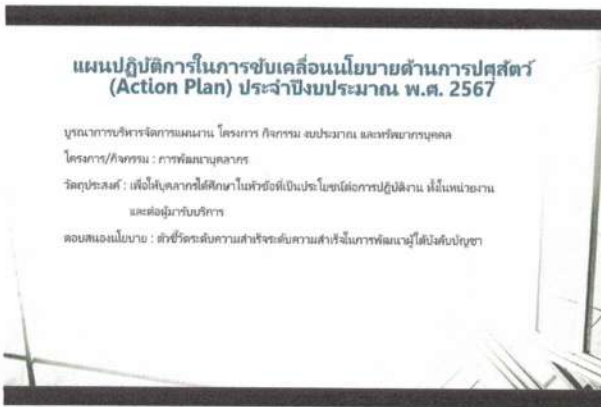 แผนปฏิบัติการในการขับเคลื่อนนโยบายด้านการปศุสัตว์
(Action Plan) ประจำปีงบประมาณ พ.ศ. 2567
บูรณาการบริหารจัดการแผนงาน โครงการ กิจกรรม งบประมาณ และทรัพยากรบุคคล
โครงการ/กิจกรรม : การพัฒนาบุคลากร
วัตถุประสงค์ : เพื่อให้บุคลากรได้ศึกษาในหัวข้อที่เป็นประโยชน์ต่อการปฏิบัติงาน ทั้งในหน่วยงาน
และต่อผู้มารับบริการ
ตอบสนองนโยบาย : ตัวชี้วัดระดับความสำเร็จระดับความสำเร็จในการพัฒนาผู้ใต้บังคับบัญชา